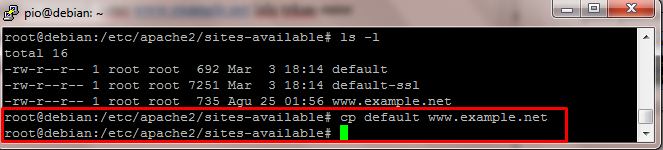 pio@debian: ~
root@debian:/etc/apache2/sites-available# ls -l
total 16
-rw-r--r-- 1 root root  692 Mar  3 18:14 default
-rw-r--r-- 1 root root 7251 Mar  3 18:14 default-ssl
-rw-r--r-- 1 root root  735 Agu 25 01:56 www.example.net
root@debian:/etc/apache2/sites-available# cp default www.example.net
root@debian:/etc/apache2/sites-available#